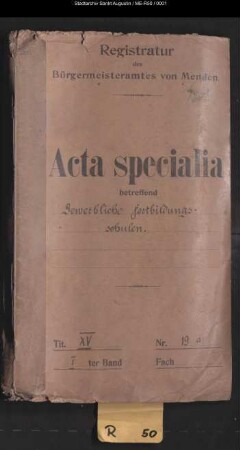 Stadtarchiv Sankt Augustin / ME R50 / 0001
Registratur
des
Bürgermeisteramtes von Menden
Acta specialia
betreffend
Gewerbliche Fortbildungs-
schulen.
Tit. XV Nr. 19
I ter Band Fach
R 50